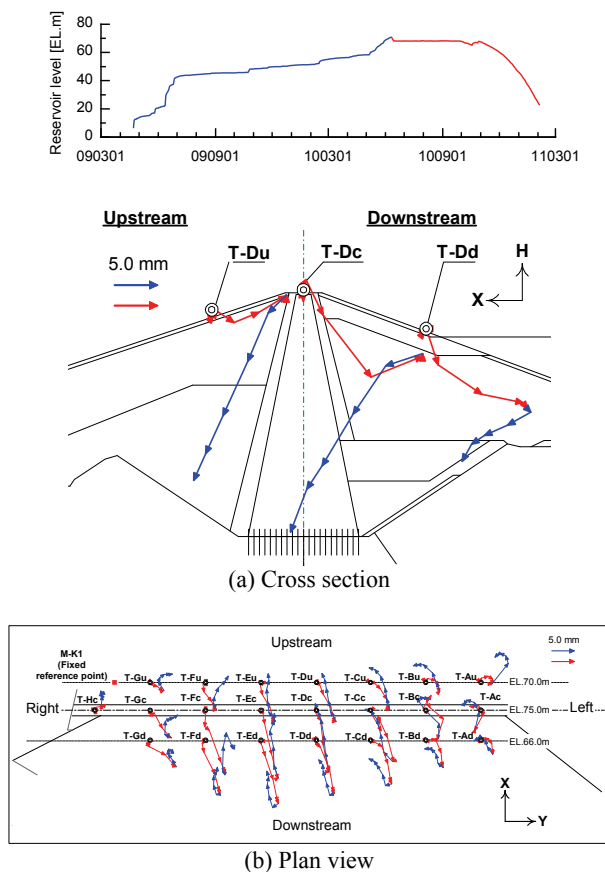 Reservoir level [EL.m]
80
60
40
20
0
090301 090901 100301 100901 110301
Upstream Downstream
5.0 mm
T-Du T-Dc T-Dd
H
X
(a) Cross section
Upstream
M-K1
(Fixed
reference point)
5.0 mm
T-Gu T-Fu T-Eu T-Du T-Cu T-Bu T-Au
EL.70.0m
T-Hc T-Gc T-Fc T-Ec T-Dc T-Cc T-Bc T-Ac
Right EL.75.0m Left
T-Gd T-Fd T-Ed T-Dd T-Cd T-Bd T-Ad
EL.66.0m
X
Y
Downstream
(b) Plan view